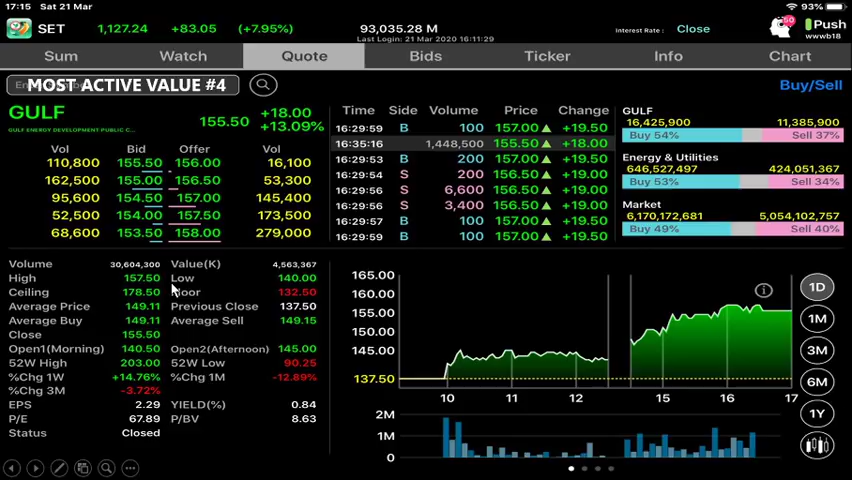 17:15 Sat 21 Mar 93%
SET 1,127.24 +83.05 (+7.95%) 93,035.28 M Interest Rate : Close Push
Last Login: 21 Mar 2020 16:11:29 wwwb18
50
Sum Watch Quote Bids Ticker Info Chart
MOST ACTIVE VALUE #4 Buy/Sell
GULF 155.50 +18.00
+13.09%
GULF ENERGY DEVELOPMENT PUBLIC C...
Vol Bid Offer Vol
110,800 155.50 156.00 16,100
162,500 155.00 156.50 53,300
95,600 154.50 157.00 145,400
52,500 154.00 157.50 173,500
68,600 153.50 158.00 279,000
Time Side Volume Price Change
16:29:59 B 100 157.00 +19.50
16:35:16 1,448,500 155.50 +18.00
16:29:53 B 200 157.00 +19.50
16:29:54 S 200 156.50 +19.00
16:29:56 S 6,600 156.50 +19.00
16:29:56 S 3,400 156.50 +19.00
16:29:57 B 100 157.00 +19.50
16:29:59 B 100 157.00 +19.50
GULF
16,425,900 11,385,900
Buy 54% Sell 37%
Energy & Utilities
646,527,497 424,051,367
Buy 53% Sell 34%
Market
6,170,172,681 5,054,102,757
Buy 49% Sell 40%
Volume 30,604,300 Value(K) 4,563,367
High 157.50 Low 140.00
Ceiling 178.50 Floor 132.50
Average Price 149.11 Previous Close 137.50
Average Buy 149.11 Average Sell 149.15
Close 155.50
Open1(Morning) 140.50 Open2(Afternoon) 145.00
52W High 203.00 52W Low 90.25
%Chg 1W +14.76% %Chg 1M -12.89%
%Chg 3M -3.72%
EPS 2.29 YIELD(%) 0.84
P/E 67.89 P/BV 8.63
Status Closed
165.00
160.00
155.00
150.00
145.00
137.50
10 11 12 15 16 17
2M
1M
0
1D
1M
3M
6M
1Y